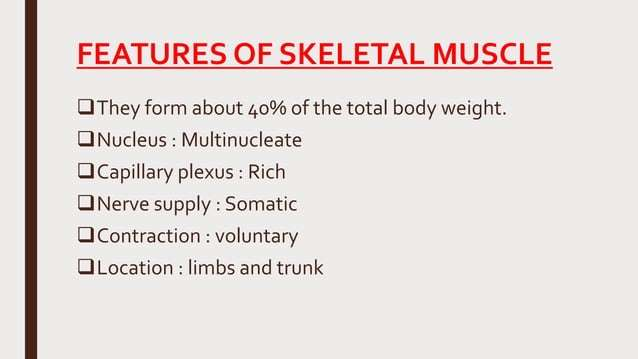 FEATURES OF SKELETAL MUSCLE
❑They form about 40% of the total body weight.
❑Nucleus : Multinucleate
❑Capillary plexus : Rich
❑Nerve supply : Somatic
❑Contraction : voluntary
❑Location : limbs and trunk